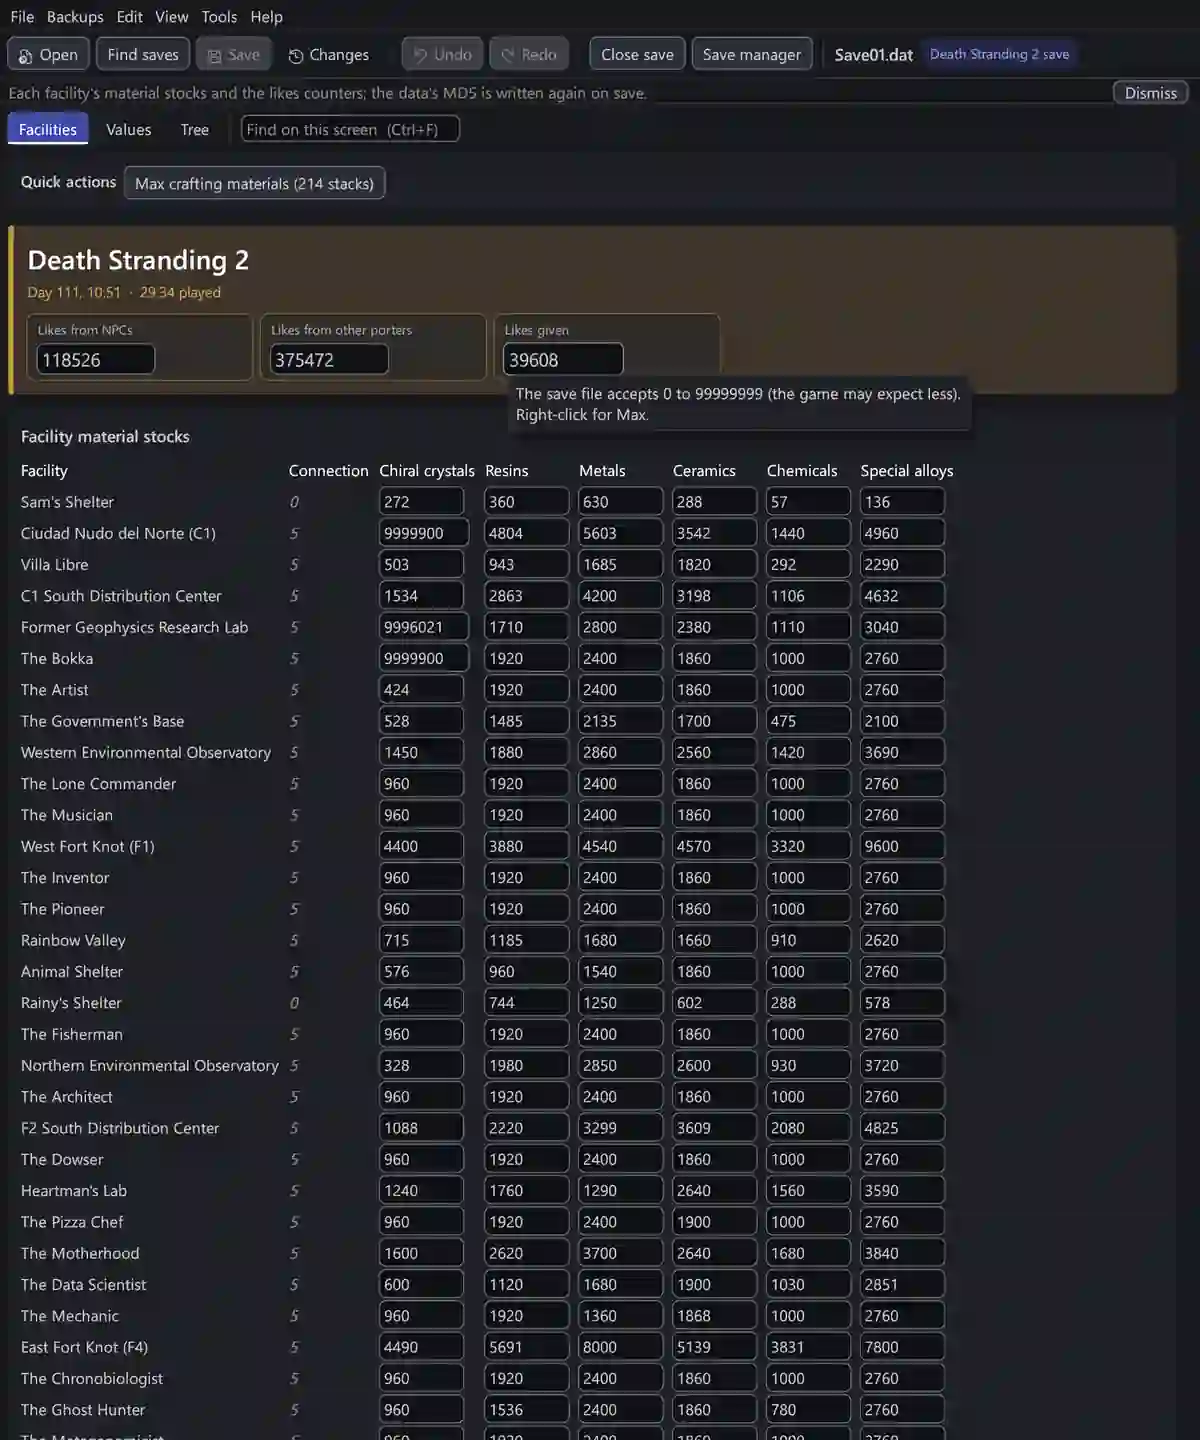 File Backups Edit View Tools Help
Open Find saves Save Changes Undo Redo Close save Save manager Save01.dat Death Stranding 2 save
Each facility's material stocks and the likes counters; the data's MD5 is written again on save. Dismiss
Facilities Values Tree Find on this screen (Ctrl+F)
Quick actions Max crafting materials (214 stacks)
Death Stranding 2
Day 111, 10:51 · 29:34 played
Likes from NPCs Likes from other porters Likes given
118526 375472 39608
The save file accepts 0 to 99999999 (the game may expect less).
Right-click for Max.
Facility material stocks
Facility Connection Chiral crystals Resins Metals Ceramics Chemicals Special alloys
Sam's Shelter 0 272 360 630 288 57 136
Ciudad Nudo del Norte (C1) 5 9999900 4804 5603 3542 1440 4960
Villa Libre 5 503 943 1685 1820 292 2290
C1 South Distribution Center 5 1534 2863 4200 3198 1106 4632
Former Geophysics Research Lab 5 9996021 1710 2800 2380 1110 3040
The Bokka 5 9999900 1920 2400 1860 1000 2760
The Artist 5 424 1920 2400 1860 1000 2760
The Government's Base 5 528 1485 2135 1700 475 2100
Western Environmental Observatory 5 1450 1880 2860 2560 1420 3690
The Lone Commander 5 960 1920 2400 1860 1000 2760
The Musician 5 960 1920 2400 1860 1000 2760
West Fort Knot (F1) 5 4400 3880 4540 4570 3320 9600
The Inventor 5 960 1920 2400 1860 1000 2760
The Pioneer 5 960 1920 2400 1860 1000 2760
Rainbow Valley 5 715 1185 1680 1660 910 2620
Animal Shelter 5 576 960 1540 1860 1000 2760
Rainy's Shelter 0 464 744 1250 602 288 578
The Fisherman 5 960 1920 2400 1860 1000 2760
Northern Environmental Observatory 5 328 1980 2850 2600 930 3720
The Architect 5 960 1920 2400 1860 1000 2760
F2 South Distribution Center 5 1088 2220 3299 3609 2080 4825
The Dowser 5 960 1920 2400 1860 1000 2760
Heartman's Lab 5 1240 1760 1290 2640 1560 3590
The Pizza Chef 5 960 1920 2400 1900 1000 2760
The Motherhood 5 1600 2620 3700 2640 1680 3840
The Data Scientist 5 600 1120 1680 1900 1030 2851
The Mechanic 5 960 1920 1360 1868 1000 2760
East Fort Knot (F4) 5 4490 5691 8000 5139 3831 7800
The Chronobiologist 5 960 1920 2400 1860 1000 2760
The Ghost Hunter 5 960 1536 2400 1860 780 2760